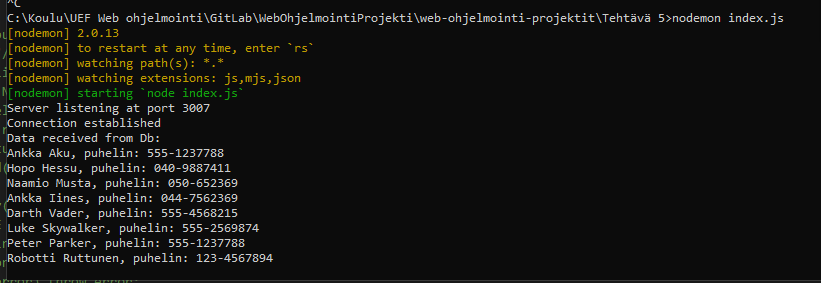 ^C
C:\Koulu\UEF Web ohjelmointi\GitLab\WebOhjelmointiProjekti\web-ohjelmointi-projektit\Tehtävä 5>nodemon index.js
[nodemon] 2.0.13
[nodemon] to restart at any time, enter `rs`
[nodemon] watching path(s): *.*
[nodemon] watching extensions: js,mjs,json
[nodemon] starting `node index.js`
Server listening at port 3007
Connection established
Data received from Db:
Ankka Aku, puhelin: 555-1237788
Hopo Hessu, puhelin: 040-9887411
Naamio Musta, puhelin: 050-652369
Ankka Iines, puhelin: 044-7562369
Darth Vader, puhelin: 555-4568215
Luke Skywalker, puhelin: 555-2569874
Peter Parker, puhelin: 555-1237788
Robotti Ruttunen, puhelin: 123-4567894